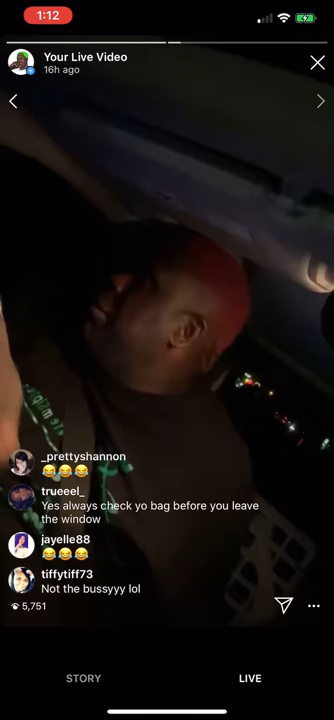 1:12
Your Live Video
16h ago
_prettyshannon
😂😂😂
trueeel_
Yes always check yo bag before you leave
the window
jayelle88
😂😂😂
tiffytiff73
Not the bussyyy lol
5,751
STORY
LIVE